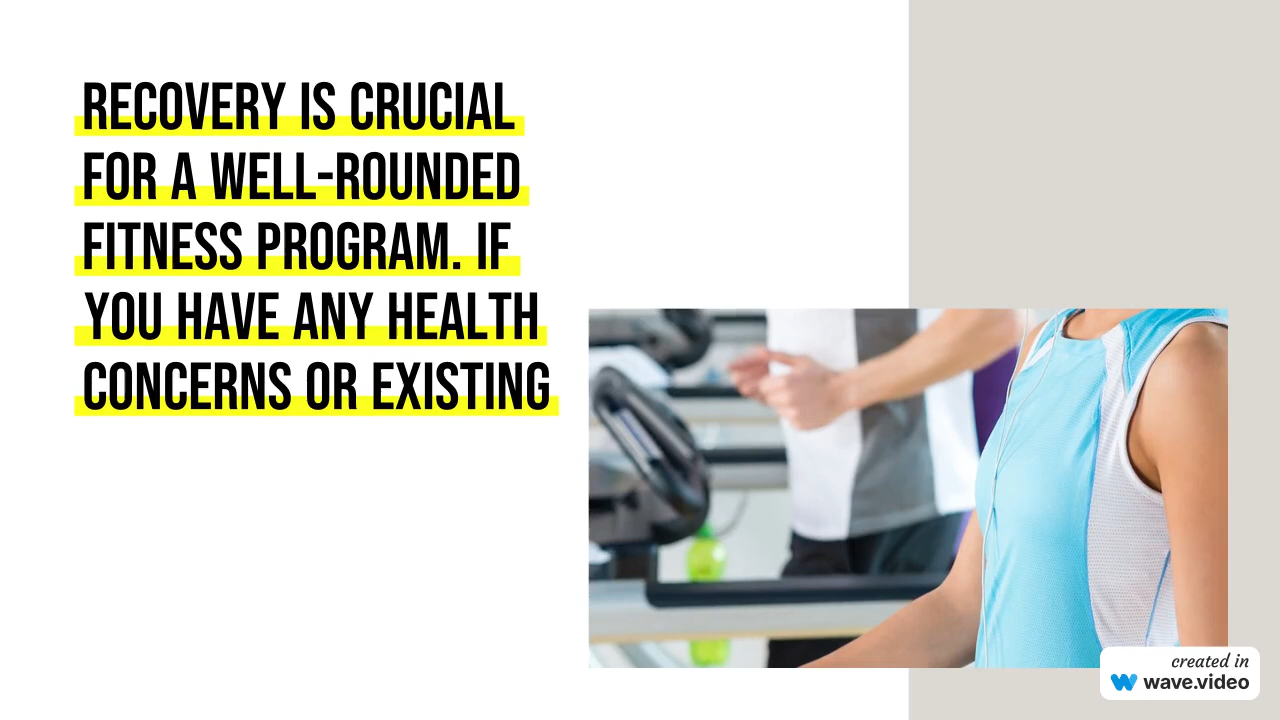 RECOVERY IS CRUCIAL
FOR A WELL-ROUNDED
FITNESS PROGRAM. IF
YOU HAVE ANY HEALTH
CONCERNS OR EXISTING
created in
wave.video